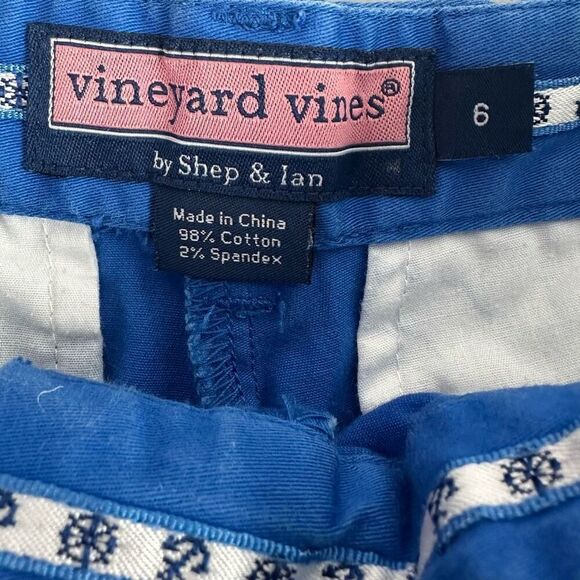 vineyard vines®
by Shep & Ian
6
Made in China
98% Cotton
2% Spandex